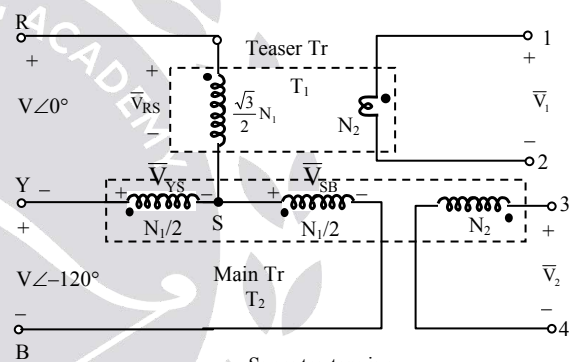 ACADEMY
R
+
V∠0°
Teaser Tr
T₁
+
V̅RS
−
√3/2 N₁
N₂
1
+
V̅₁
−
2
Y −
+
V̅YS
+ −
N₁/2
S
V̅SB
+ −
N₁/2
N₂
3
+
V̅₂
−
4
V∠−120°
Main Tr
T₂
−
B